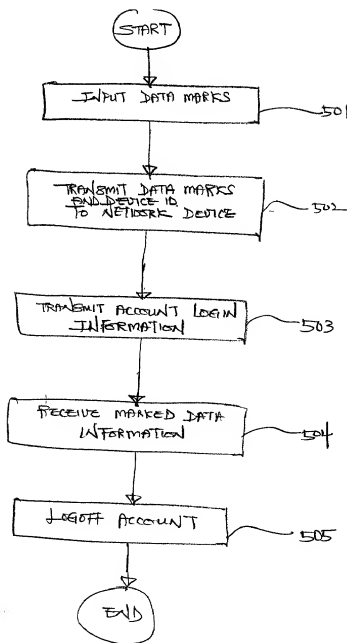 START
INPUT DATA MARKS
501
TRANSMIT DATA MARKS
AND DEVICE ID
TO NETWORK DEVICE
502
TRANSMIT ACCOUNT LOGIN
INFORMATION
503
RECEIVE MARKED DATA
INFORMATION
504
LOGOFF ACCOUNT
505
END